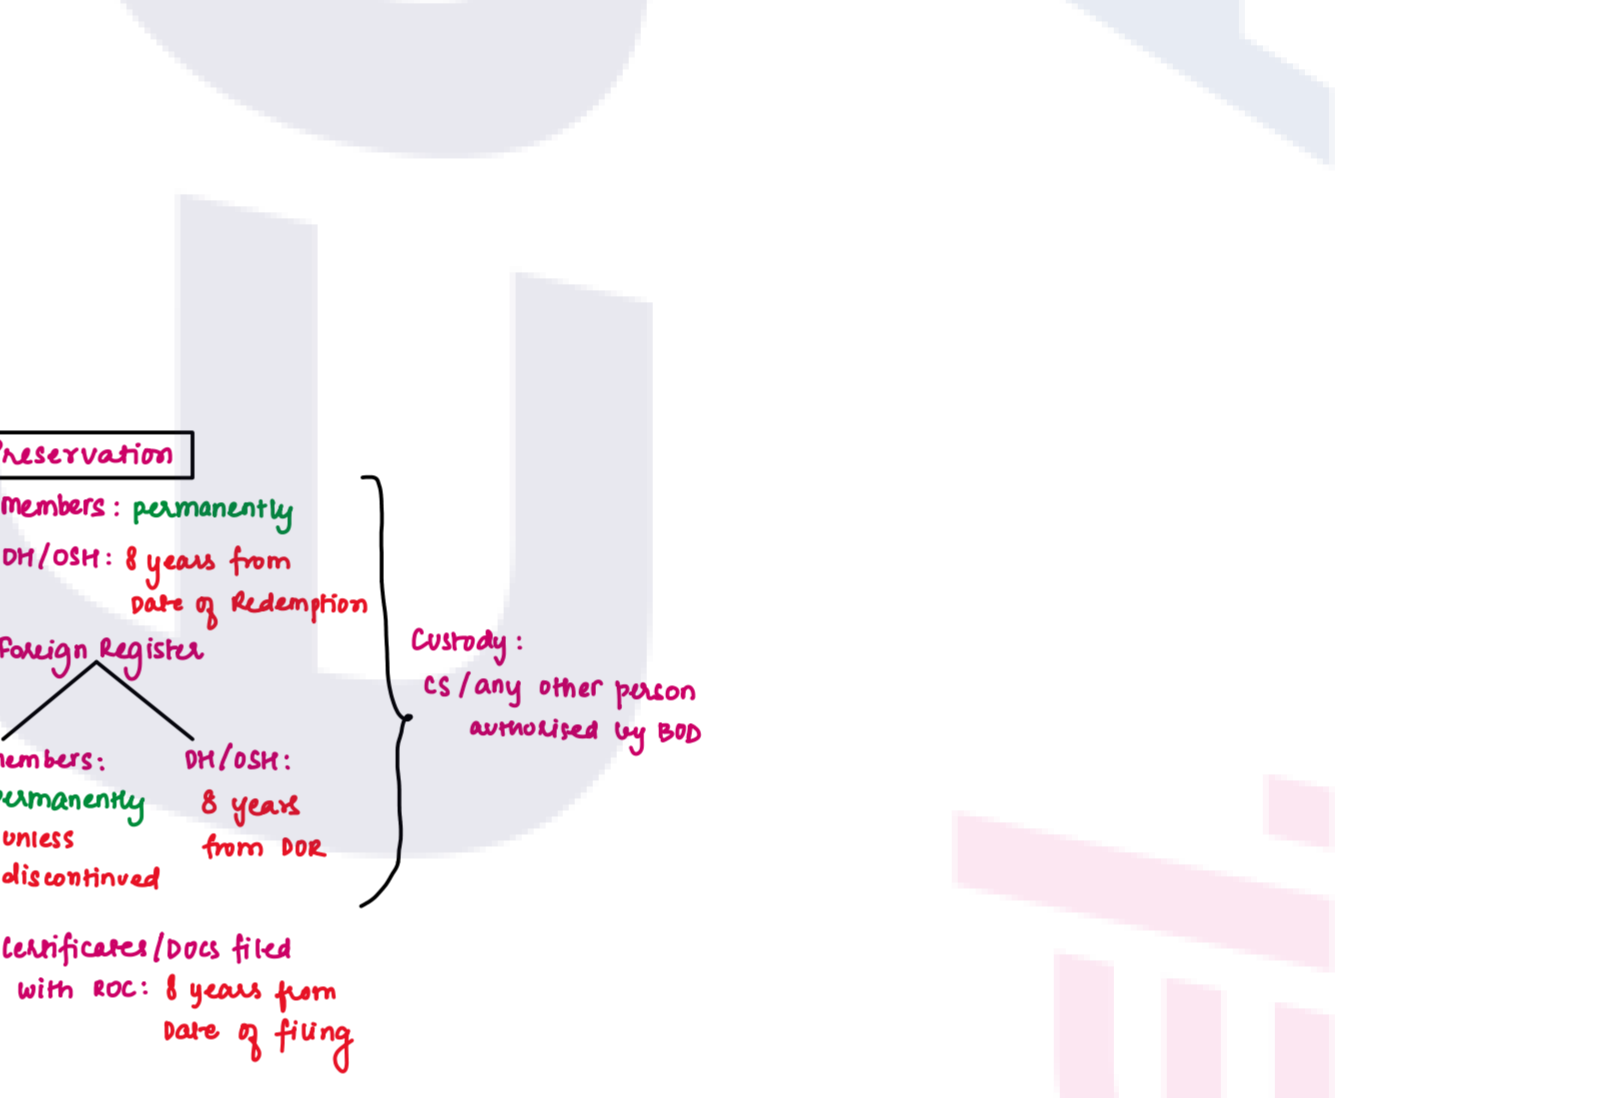 Preservation
members: permanently
DH/OSH: 8 years from
Date of Redemption
Foreign Register
members: DH/OSH:
permanently 8 years
unless from DOR
discontinued
Custody:
CS/any other person
authorised by BOD
Certificates/Docs filed
with ROC: 8 years from
Date of filing